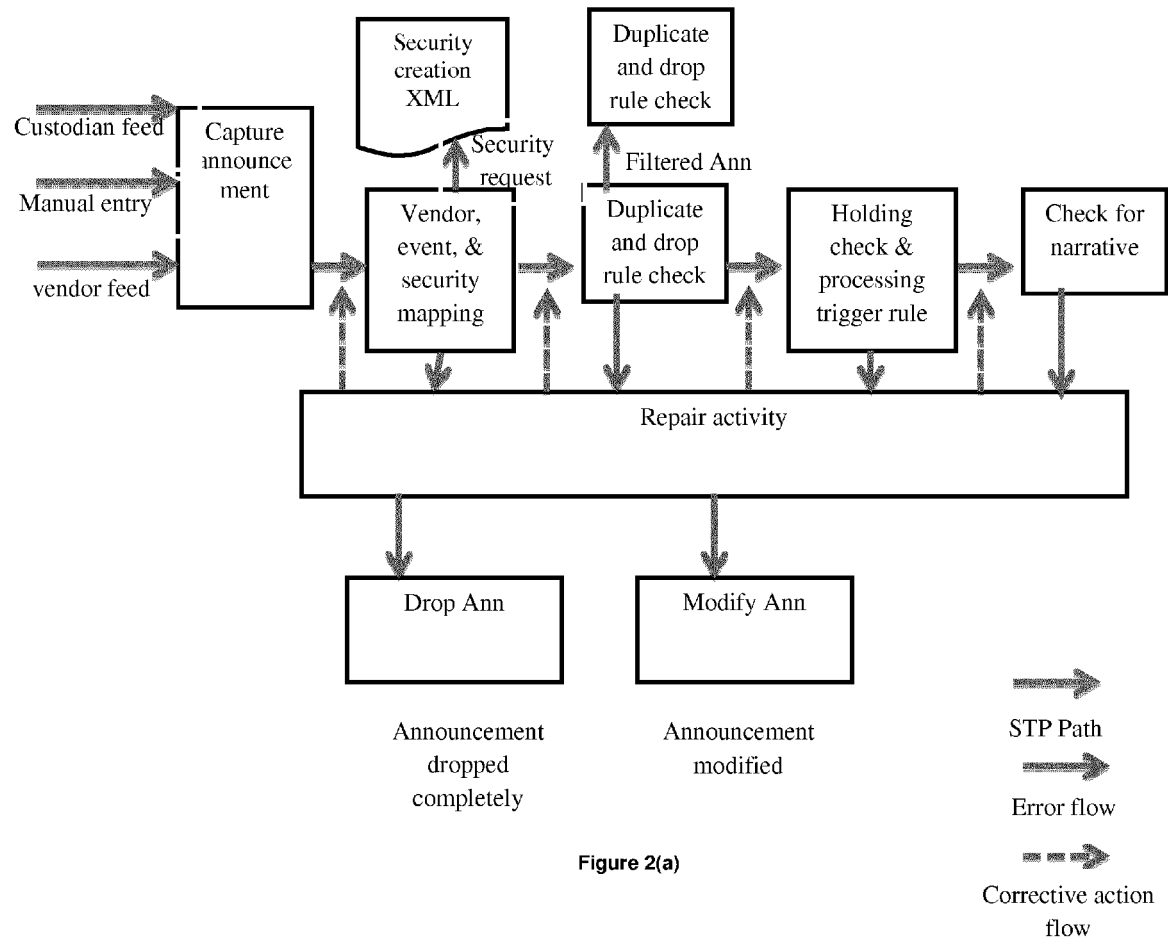 Security
creation
XML
Duplicate
and drop
rule check
Custodian feed
Manual entry
vendor feed
Capture
announce
ment
Security
request
Filtered Ann
Vendor,
event, &
security
mapping
Duplicate
and drop
rule check
Holding
check &
processing
trigger rule
Check for
narrative
Repair activity
Drop Ann
Modify Ann
Announcement
dropped
completely
Announcement
modified
STP Path
Error flow
Corrective action
flow
Figure 2(a)